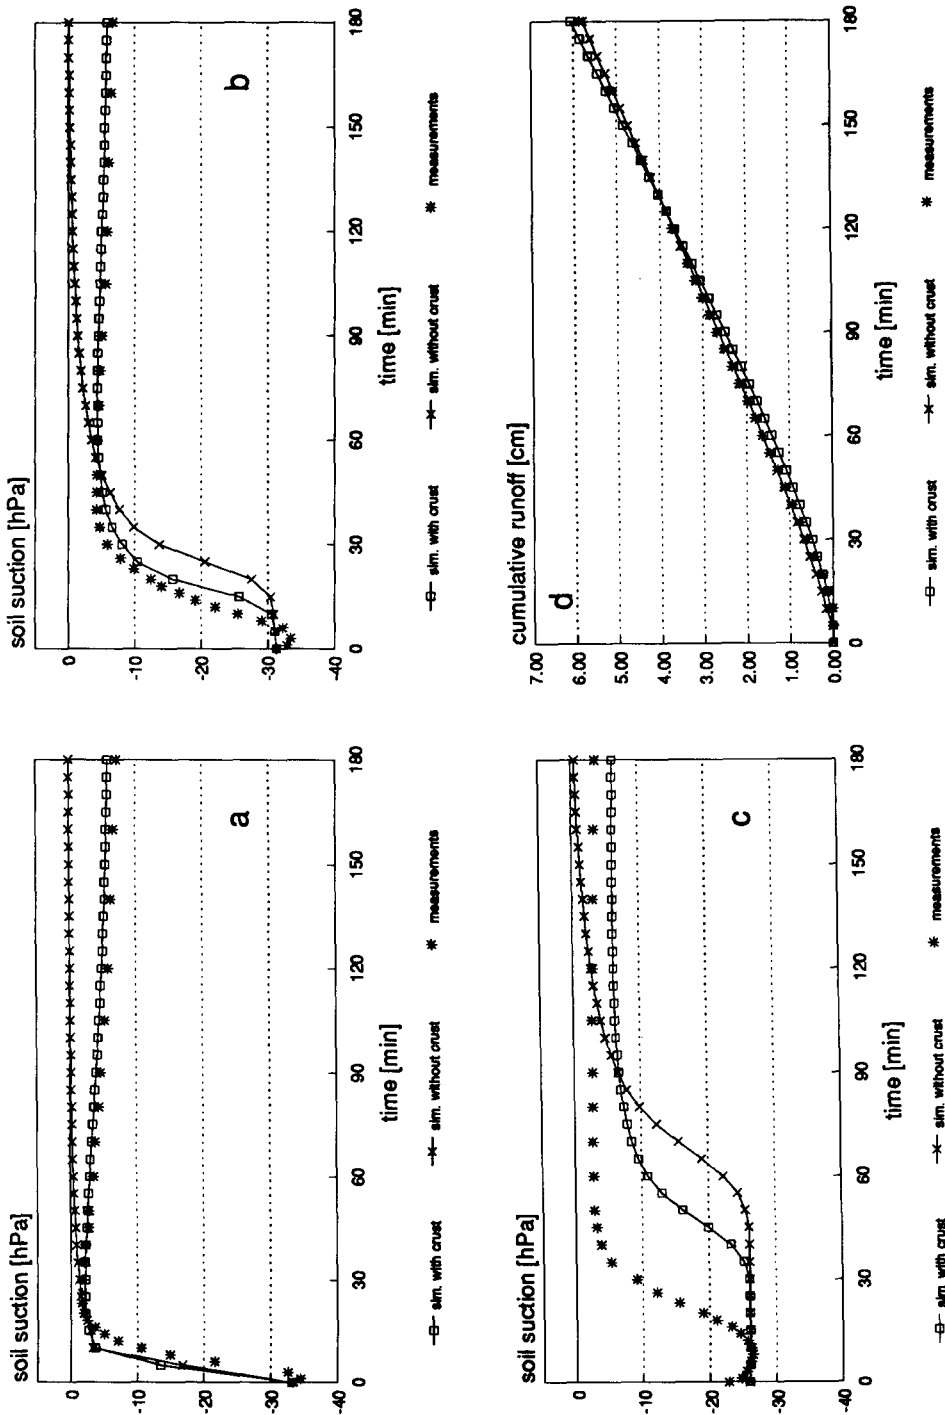 soil suction [hPa]
0
-10
-20
-30
-40
a
0 30 60 90 120 150 180
time [min]
sim. with crust sim. without crust measurements
soil suction [hPa]
0
-10
-20
-30
-40
b
0 30 60 90 120 150 180
time [min]
sim. with crust sim. without crust measurements
soil suction [hPa]
0
-10
-20
-30
-40
c
0 30 60 90 120 150 180
time [min]
sim. with crust sim. without crust measurements
cumulative runoff [cm]
7.00
d
6.00
5.00
4.00
3.00
2.00
1.00
0.00
0 30 60 90 120 150 180
time [min]
sim. with crust sim. without crust measurements